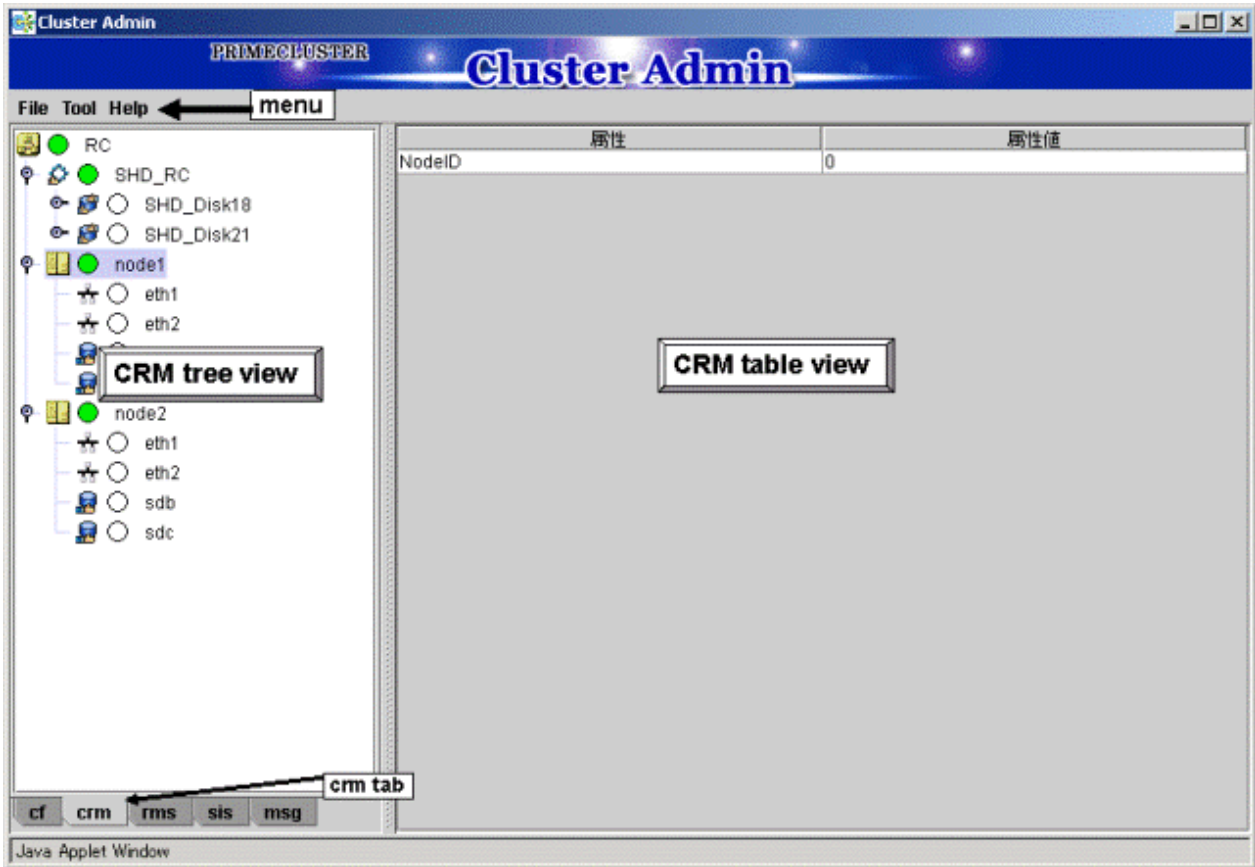 Cluster Admin
PRIMECLUSTER
Cluster Admin
File Tool Help
menu
RC
SHD_RC
SHD_Disk18
SHD_Disk21
node1
eth1
eth2
CRM tree view
node2
eth1
eth2
sdb
sdc
属性 属性値
NodeID 0
CRM table view
crm tab
cf crm rms sis msg
Java Applet Window